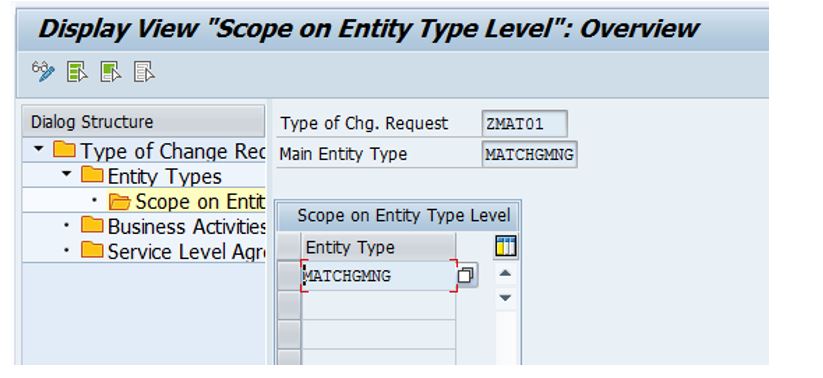 Display View "Scope on Entity Type Level": Overview
Dialog Structure
Type of Change Rec
Entity Types
Scope on Entit
Business Activities
Service Level Agr
Type of Chg. Request ZMAT01
Main Entity Type MATCHGMNG
Scope on Entity Type Level
Entity Type
MATCHGMNG